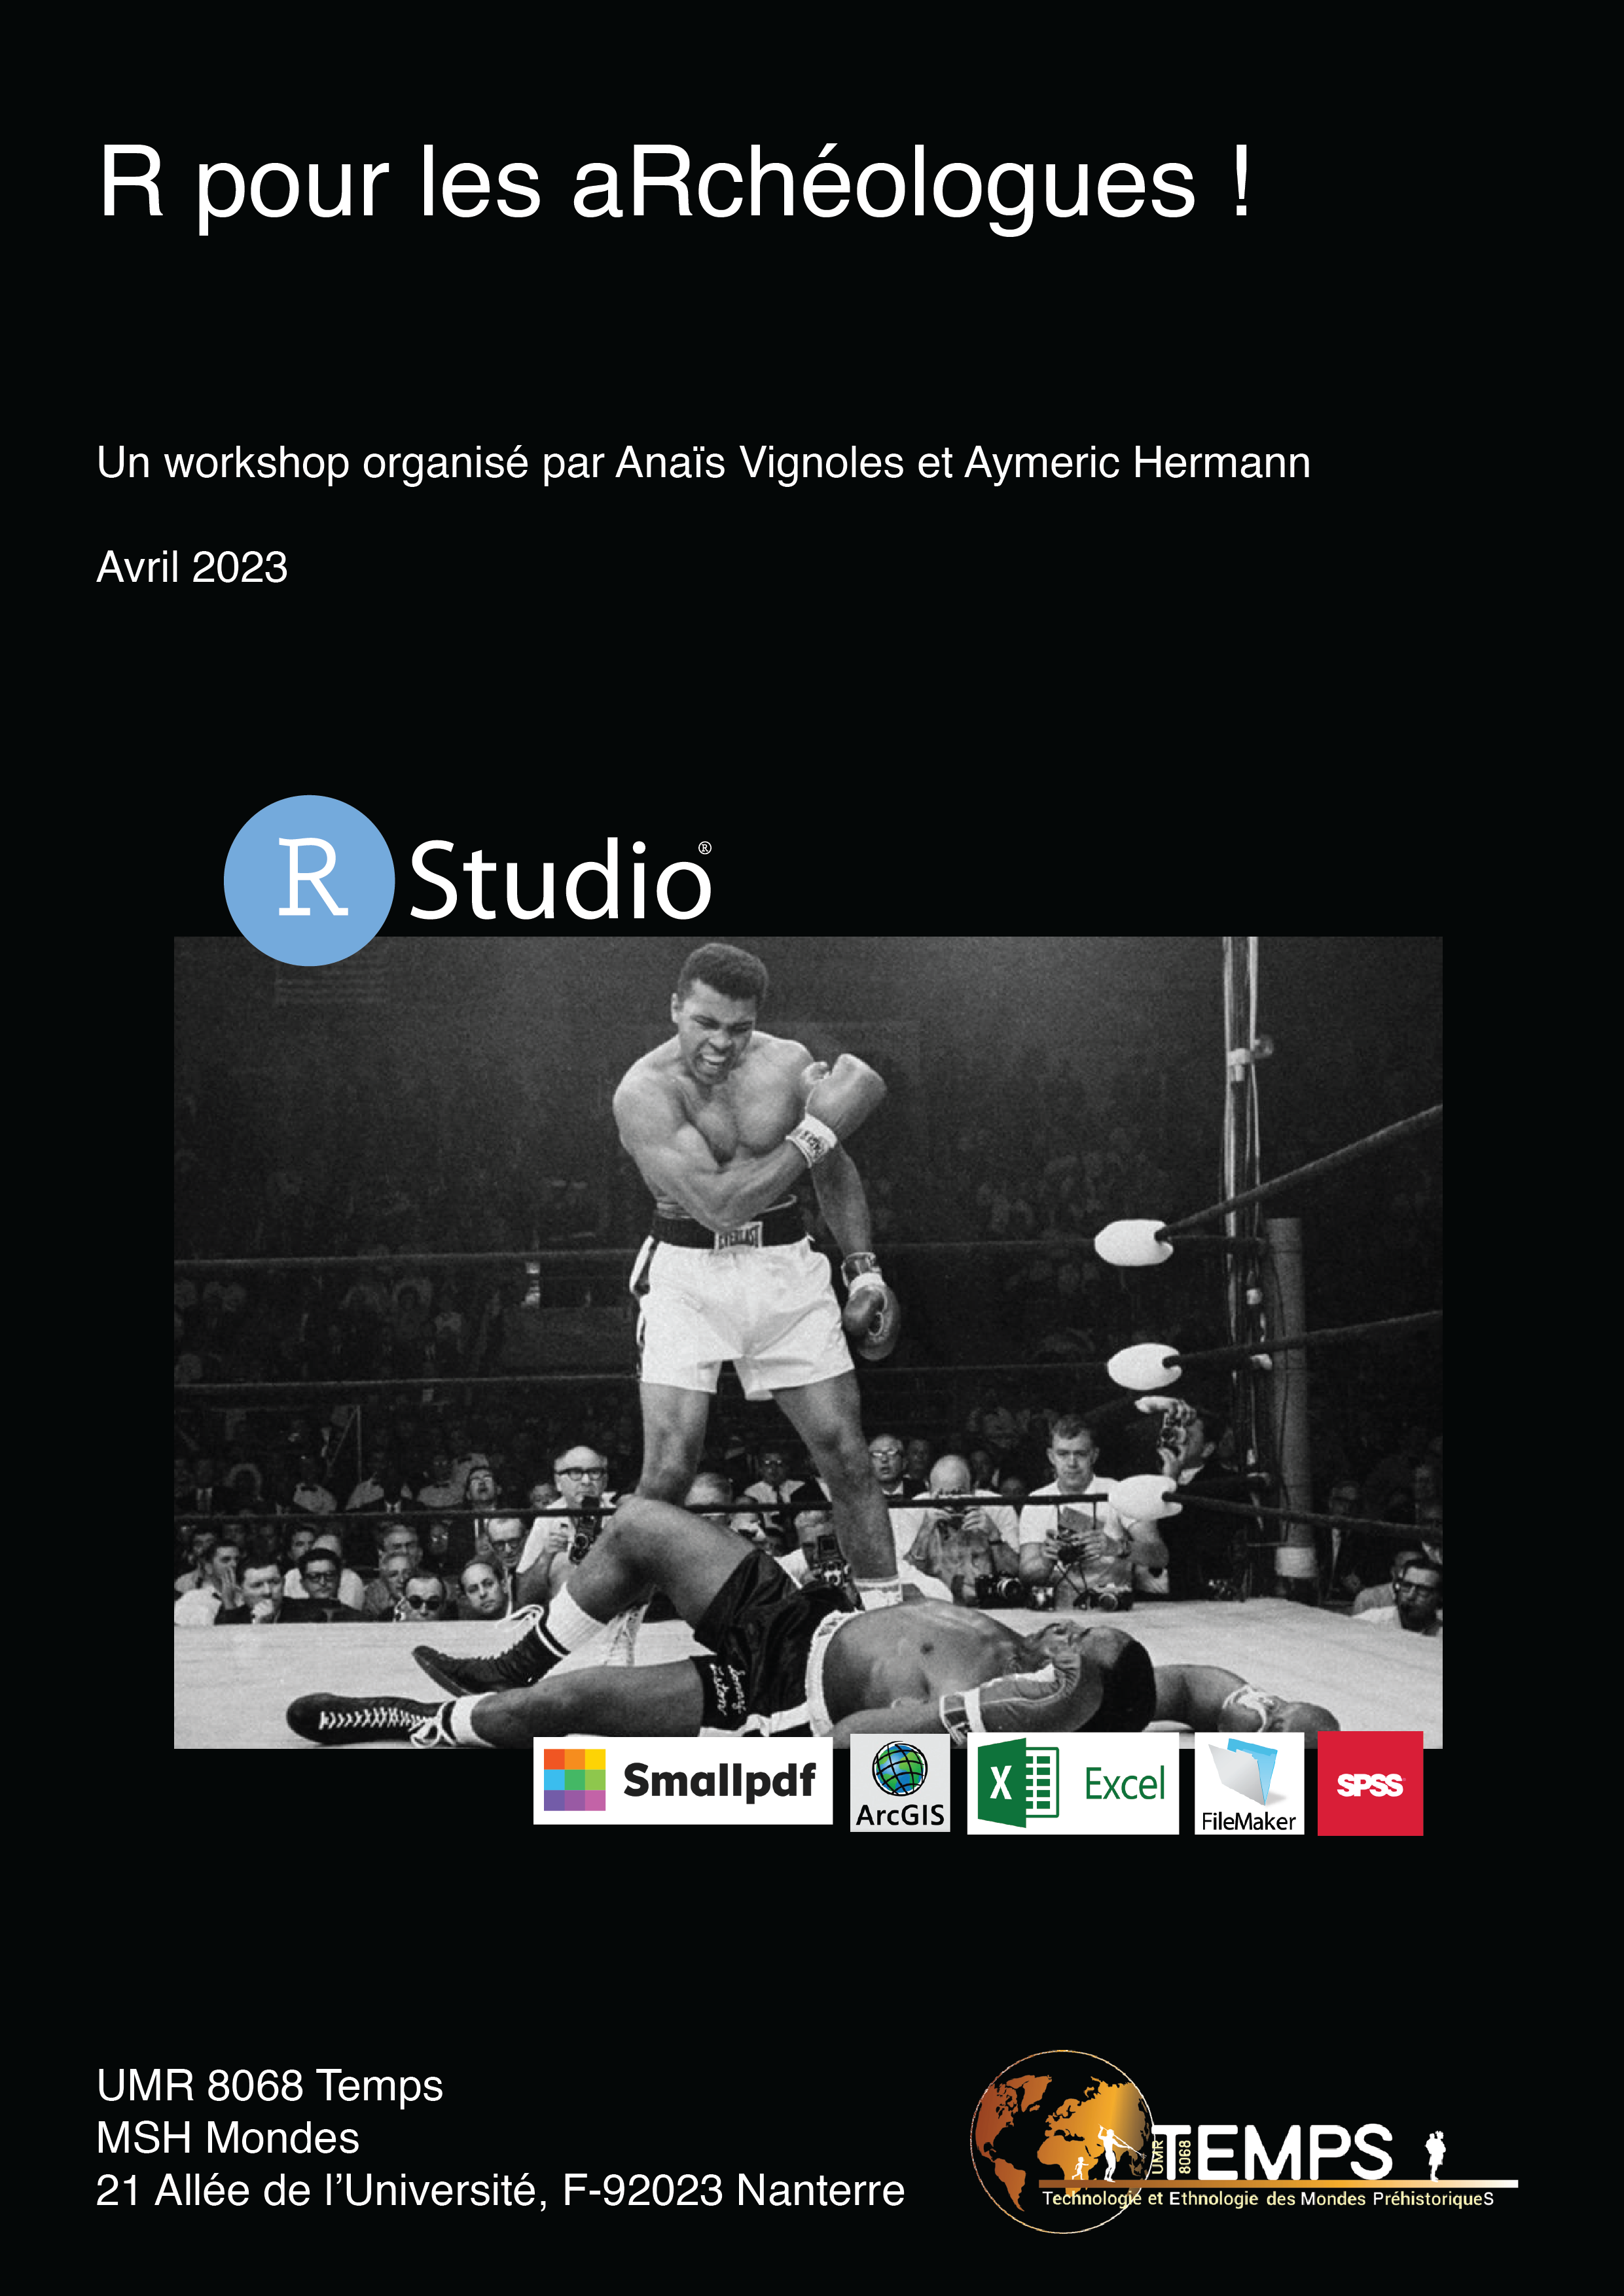 R pour les aRchéologues !
Un workshop organisé par Anaïs Vignoles et Aymeric Hermann
Avril 2023
R Studio®
EVERLAST
Sonny
Liston
Smallpdf
ArcGIS
X Excel
FileMaker
SPSS
UMR 8068 Temps
MSH Mondes
21 Allée de l'Université, F-92023 Nanterre
UMR
8068
TEMPS
Technologie et Ethnologie des Mondes PréhistoriqueS